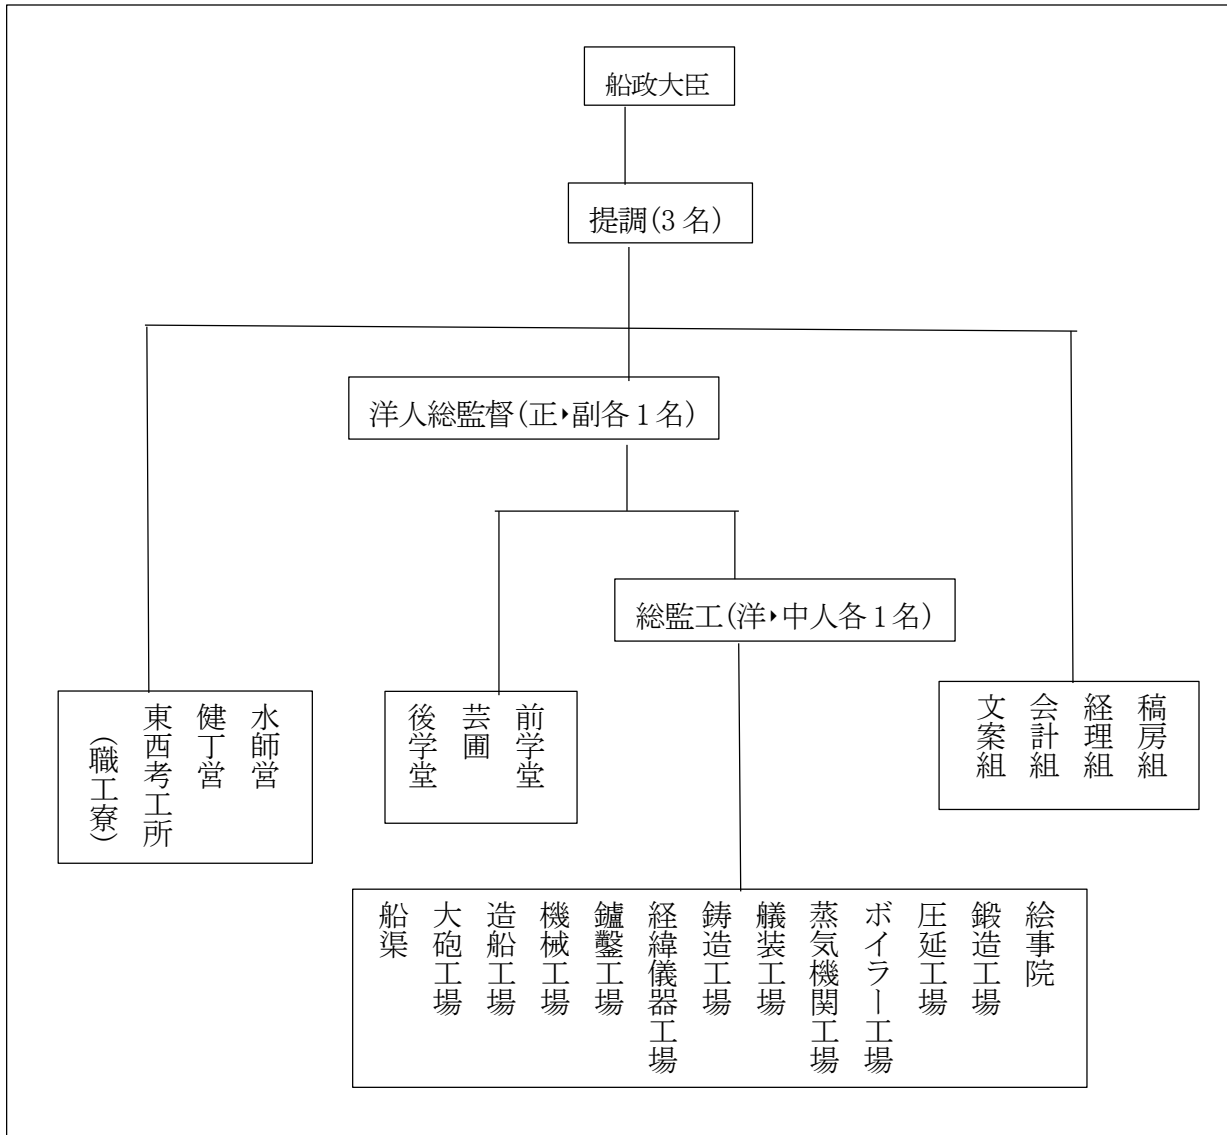 船政大臣
提調(3名)
洋人総監督(正・副各1名)
総監工(洋・中人各1名)
水師営
健丁営
東西考工所
(職工寮)
前学堂
芸圃
後学堂
稿房組
経理組
会計組
文案組
絵事院
鍛造工場
圧延工場
ボイラー工場
蒸気機関工場
艤装工場
鋳造工場
経緯儀器工場
鑪鑿工場
機械工場
造船工場
大砲工場
船渠